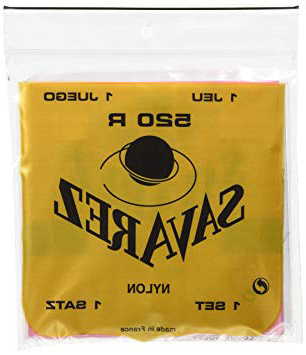 1 JEU 1 JUEGO
520 R
SAVAREZ
NYLON
1 SET 1 SATZ
made in France